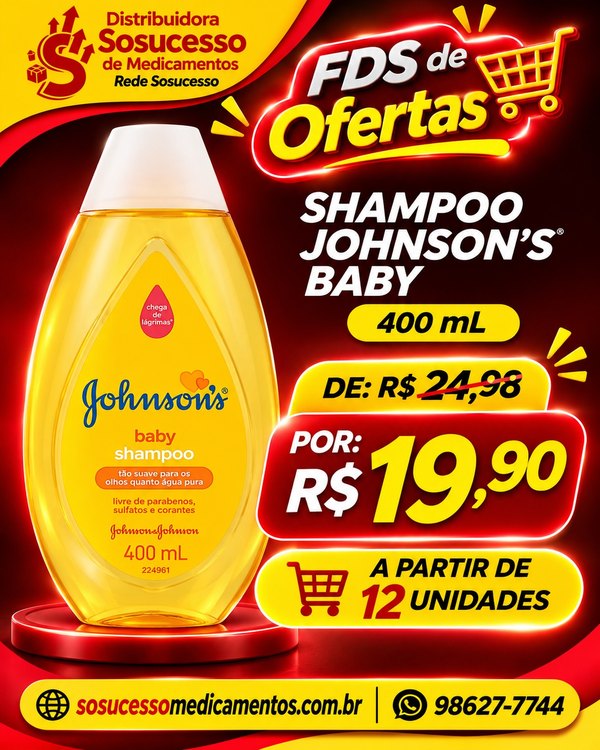 Distribuidora
Sosucesso
de Medicamentos
Rede Sosucesso
FDS de
Ofertas
SHAMPOO
JOHNSON'S®
BABY
400 mL
DE: R$ 24,98
POR:
R$ 19,90
A PARTIR DE
12 UNIDADES
chega
de
lágrimas*
Johnson's®
baby
shampoo
tão suave para os
olhos quanto água pura
livre de parabenos,
sulfatos e corantes
Johnson&Johnson
400 mL
224961
sosucessomedicamentos.com.br
98627-7744